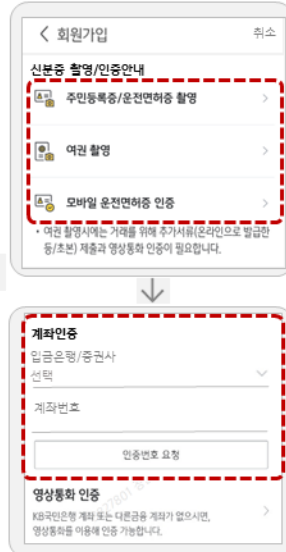 회원가입
취소
신분증 촬영/인증안내
주민등록증/운전면허증 촬영
여권 촬영
모바일 운전면허증 인증
• 여권 촬영시에는 거래를 위해 추가서류(온라인으로 발급한
등/초본) 제출과 영상통화 인증이 필요합니다.
계좌인증
입금은행/증권사
선택
계좌번호
인증번호 요청
영상통화 인증
KB국민은행 계좌 또는 다른금융 계좌가 없으시면,
영상통화를 이용해 인증 가능합니다.